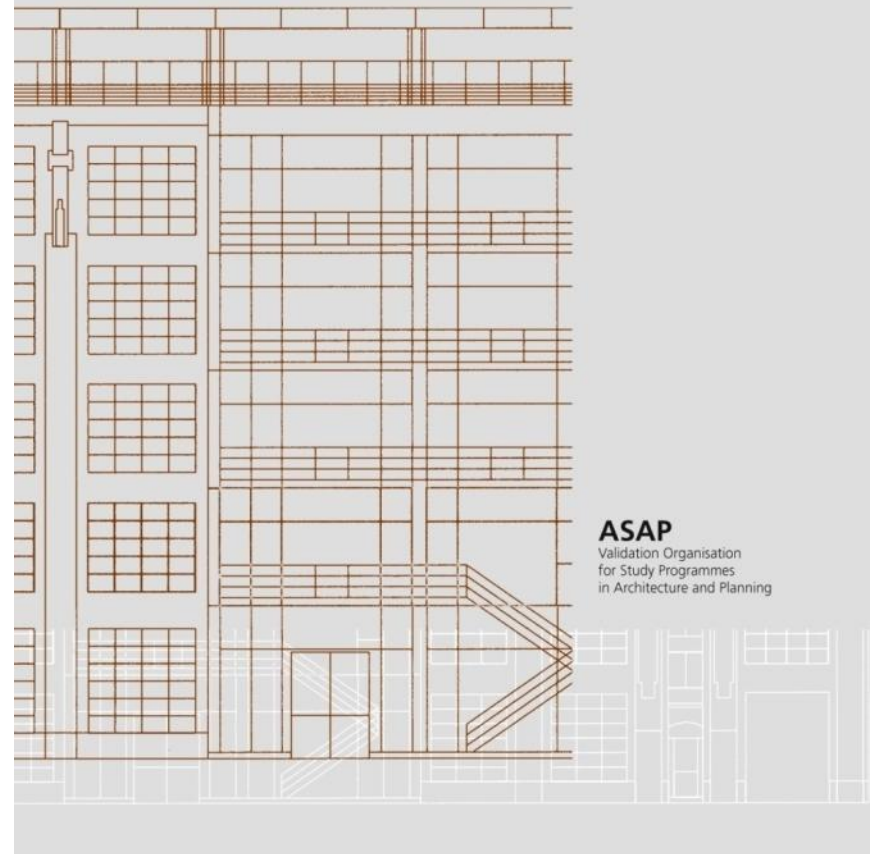 ASAP
Validation Organisation
for Study Programmes
in Architecture and Planning